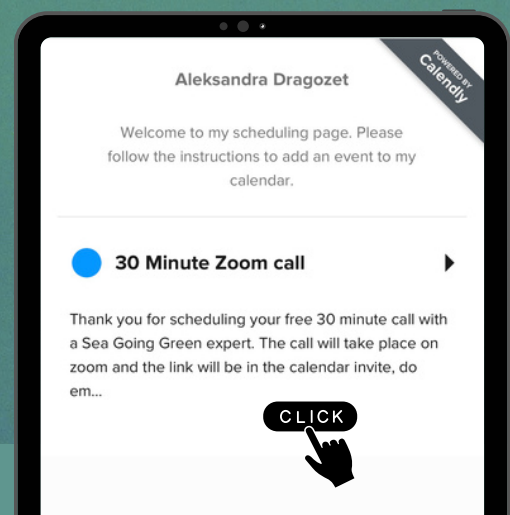 POWERED BY
Calendly
Aleksandra Dragozet
Welcome to my scheduling page. Please
follow the instructions to add an event to my
calendar.
30 Minute Zoom call
Thank you for scheduling your free 30 minute call with
a Sea Going Green expert. The call will take place on
zoom and the link will be in the calendar invite, do
em...
CLICK